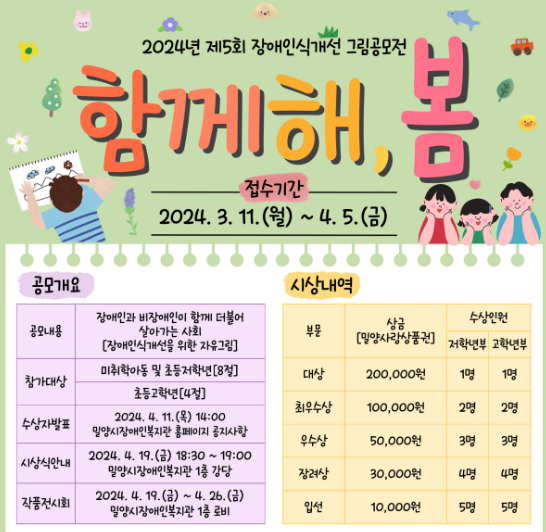 2024년 제5회 장애인식개선 그림공모전
함께해, 봄
접수기간
2024. 3. 11.(월) ~ 4. 5.(금)
공모개요
공모내용
장애인과 비장애인이 함께 더불어
살아가는 사회
[장애인식개선을 위한 자유그림]
참가대상
미취학아동 및 초등저학년[8절]
초등고학년[4절]
수상자발표
2024. 4. 11.(목) 14:00
밀양시장애인복지관 홈페이지 공지사항
시상식안내
2024. 4. 19.(금) 18:30 ~ 19:00
밀양시장애인복지관 1층 강당
작품전시회
2024. 4. 19.(금) ~ 4. 26.(금)
밀양시장애인복지관 1층 로비
시상내역
부문
상금
[밀양사랑상품권]
수상인원
저학년부 고학년부
대상 200,000원 1명 1명
최우수상 100,000원 2명 2명
우수상 50,000원 3명 3명
장려상 30,000원 4명 4명
입선 10,000원 5명 5명